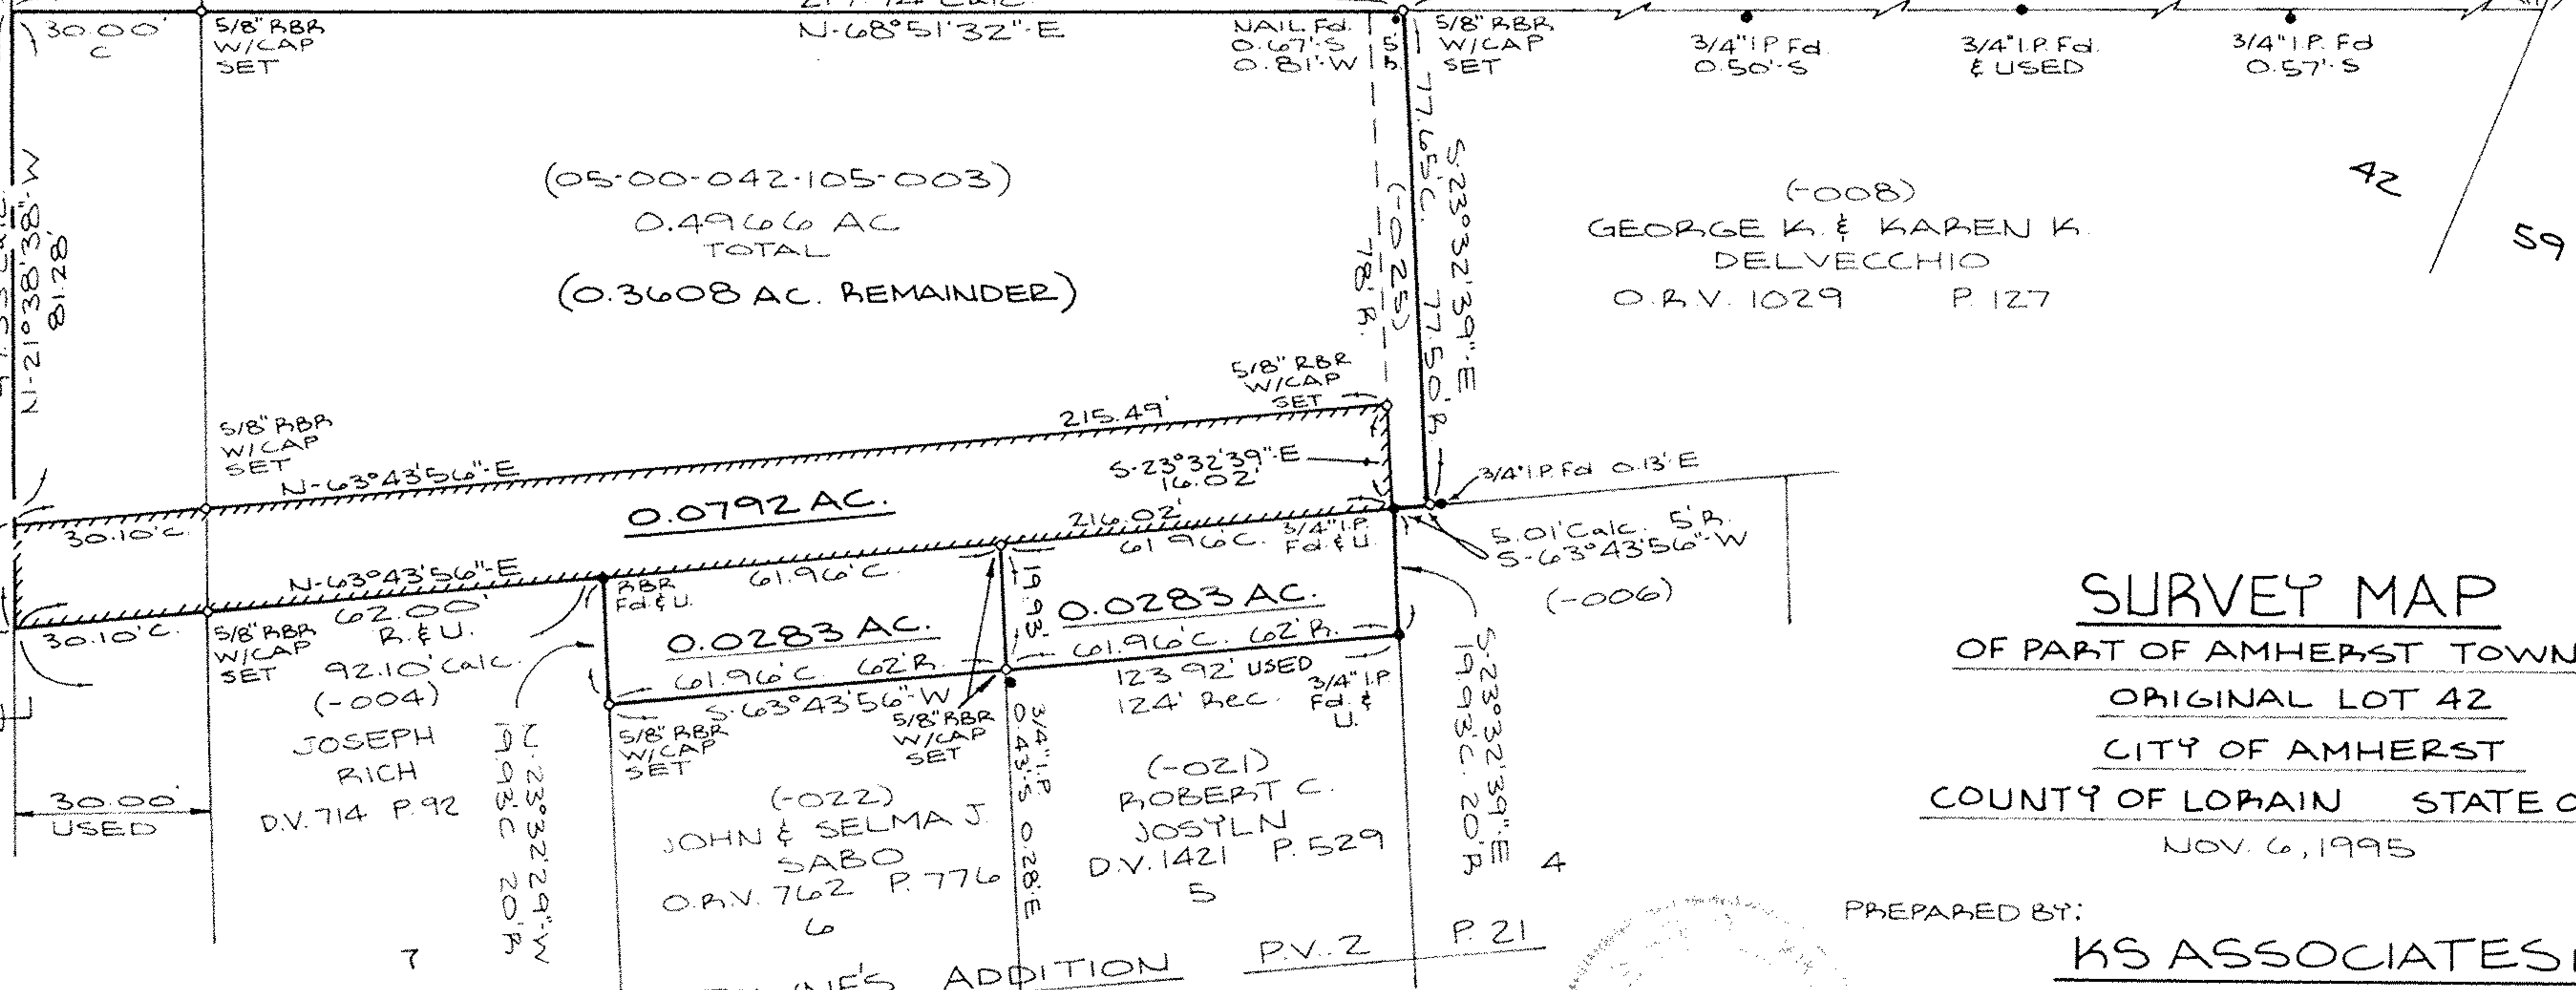 30.00'
C
5/8" RBR
W/CAP
SET
N-68°51'32"-E
NAIL Fd.
0.67'-S
0.81'-W
5'
R.
5/8" RBR
W/CAP
SET
3/4" I.P. Fd.
0.50'-S
3/4" I.P. Fd.
& USED
3/4" I.P. Fd
0.57'-S
42
59
N-21°38'38"-W
81.28'
(05-00-042-105-003)
0.4966 AC
TOTAL
(0.3608 AC. REMAINDER)
77.65'C. 77.50' R.
S-23°32'39"-E
(-025)
78' R.
(-008)
GEORGE K. & KAREN K.
DELVECCHIO
O.R.V. 1029 P. 127
5/8" RBR
W/CAP
SET
5/8" RBR
W/CAP
SET
215.49'
N-63°43'56"-E
S-23°32'39"-E
16.02'
3/4" I.P. Fd 0.13'-E
30.10'C.
0.0792 AC.
216.02'
3/4" I.P.
Fd. & U.
61.96'C.
5.01'Calc. 5'R.
S-63°43'56"-W
(-006)
N-63°43'56"-E
62.00'
R. & U.
92.10' Calc.
30.10'C.
5/8" RBR
W/CAP
SET
RBR
Fd. & U.
61.96'C.
19.93'
0.0283 AC.
61.96'C. 62'R.
0.0283 AC.
61.96'C. 62'R.
123.92' USED
124' Rec.
3/4" I.P.
Fd. &
U.
S-63°43'56"-W
5/8" RBR
W/CAP
SET
5/8" RBR
W/CAP
SET
3/4" I.P.
0.43'-S 0.28'E
S-23°32'39"-E
19.93'C. 20'R
23°32'29"-W
19.93'C 20'R
(-004)
JOSEPH
RICH
D.V. 714 P. 92
30.00'
USED
(-022)
JOHN & SELMA J.
SABO
O.R.V. 762 P. 776
6
(-021)
ROBERT C.
JOSYLN
D.V. 1421 P. 529
5
4
7
ADDITION P.V. 2 P. 21
SURVEY MAP
OF PART OF AMHERST TOWN
ORIGINAL LOT 42
CITY OF AMHERST
COUNTY OF LORAIN STATE O
NOV. 6, 1995
PREPARED BY:
KS ASSOCIATES